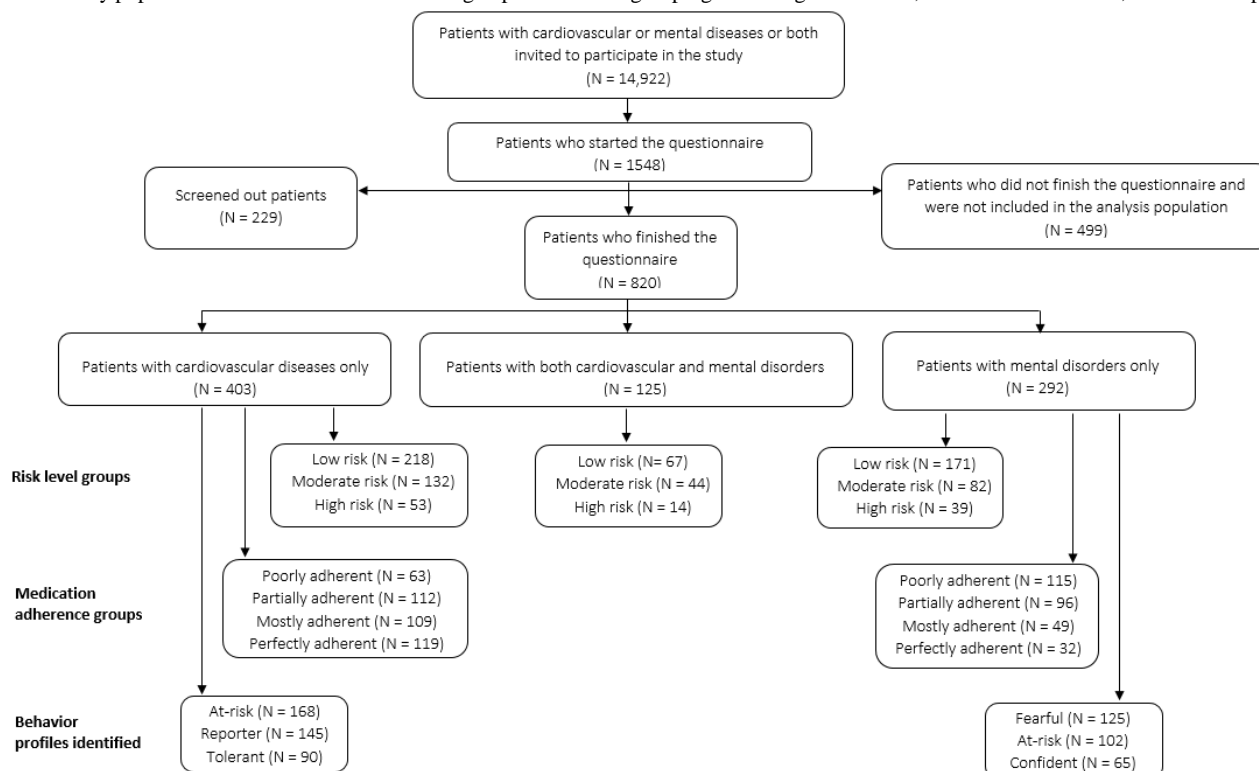 Patients with cardiovascular or mental diseases or both
invited to participate in the study
(N = 14,922)
Patients who started the questionnaire
(N = 1548)
Screened out patients
(N = 229)
Patients who did not finish the questionnaire and
were not included in the analysis population
(N = 499)
Patients who finished the
questionnaire
(N = 820)
Patients with cardiovascular diseases only
(N = 403)
Patients with both cardiovascular and mental disorders
(N = 125)
Patients with mental disorders only
(N = 292)
Risk level groups
Low risk (N = 218)
Moderate risk (N = 132)
High risk (N = 53)
Low risk (N= 67)
Moderate risk (N = 44)
High risk (N = 14)
Low risk (N = 171)
Moderate risk (N = 82)
High risk (N = 39)
Medication
adherence groups
Poorly adherent (N = 63)
Partially adherent (N = 112)
Mostly adherent (N = 109)
Perfectly adherent (N = 119)
Poorly adherent (N = 115)
Partially adherent (N = 96)
Mostly adherent (N = 49)
Perfectly adherent (N = 32)
Behavior
profiles identified
At-risk (N = 168)
Reporter (N = 145)
Tolerant (N = 90)
Fearful (N = 125)
At-risk (N = 102)
Confident (N = 65)